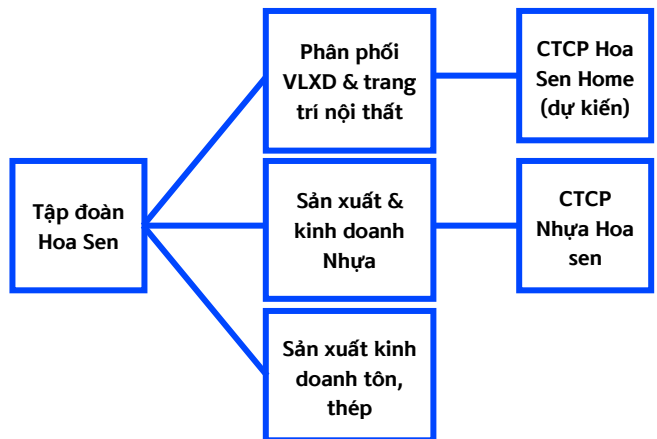 Tập đoàn
Hoa Sen
Phân phối
VLXD & trang
trí nội thất
CTCP Hoa
Sen Home
(dự kiến)
Sản xuất &
kinh doanh
Nhựa
CTCP
Nhựa Hoa
sen
Sản xuất kinh
doanh tôn,
thép